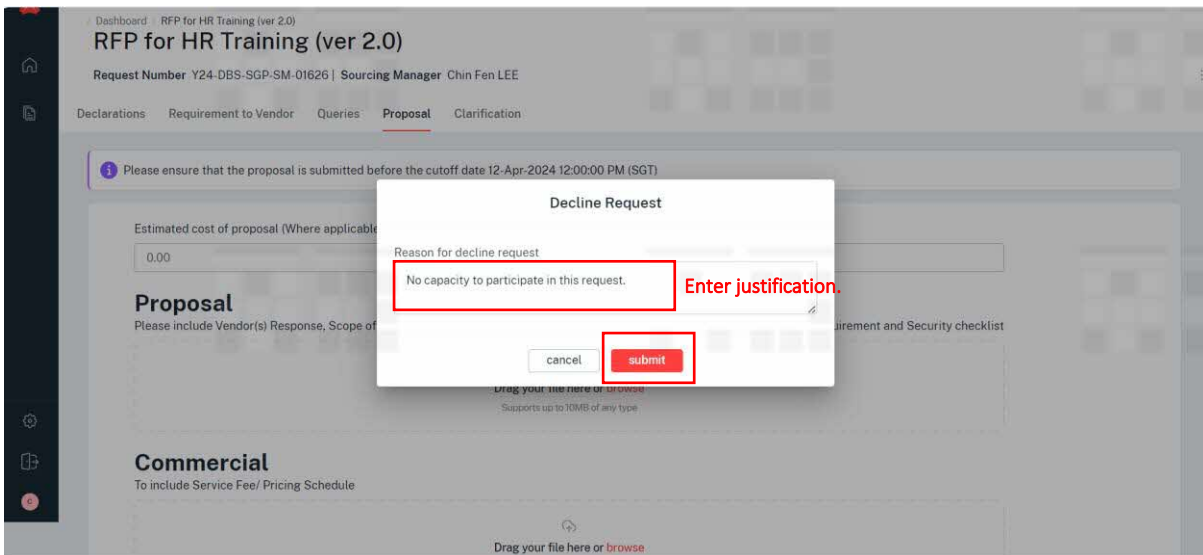 / Dashboard / RFP for HR Training (ver 2.0)
RFP for HR Training (ver 2.0)
Request Number Y24-DBS-SGP-SM-01626 | Sourcing Manager Chin Fen LEE
Declarations Requirement to Vendor Queries Proposal Clarification
Please ensure that the proposal is submitted before the cutoff date 12-Apr-2024 12:00:00 PM (SGT)
Decline Request
Estimated cost of proposal (Where applicable
Reason for decline request
0.00
No capacity to participate in this request.
Enter justification.
Proposal
Please include Vendor(s) Response, Scope of
irement and Security checklist
cancel submit
Drag your file here or browse
Supports up to 10MB of any type
Commercial
To include Service Fee/ Pricing Schedule
Drag your file here or browse